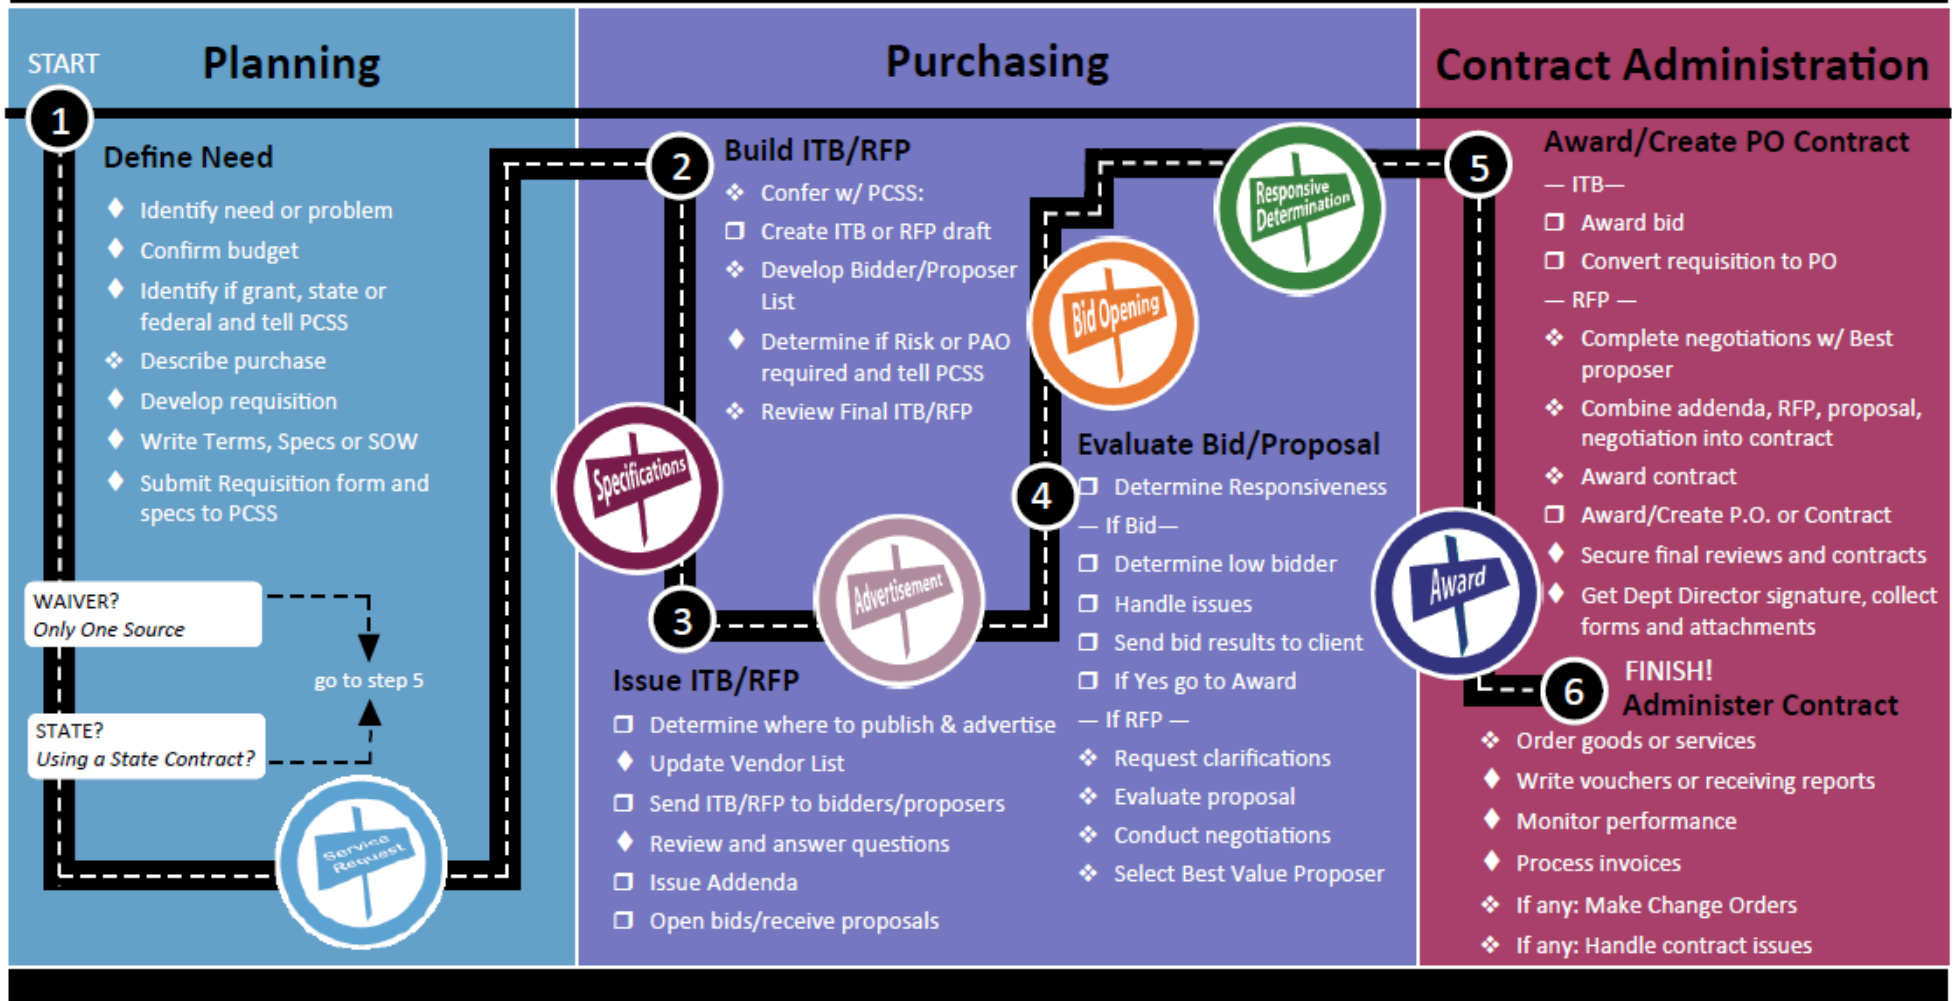 START
Planning
1
Define Need
Identify need or problem
Confirm budget
Identify if grant, state or
federal and tell PCSS
Describe purchase
Develop requisition
Write Terms, Specs or SOW
Submit Requisition form and
specs to PCSS
WAIVER?
Only One Source
go to step 5
STATE?
Using a State Contract?
Service
Request
Purchasing
2
Build ITB/RFP
Confer w/ PCSS:
Create ITB or RFP draft
Develop Bidder/Proposer
List
Determine if Risk or PAO
required and tell PCSS
Review Final ITB/RFP
Specifications
3
Advertisement
Issue ITB/RFP
Determine where to publish & advertise
Update Vendor List
Send ITB/RFP to bidders/proposers
Review and answer questions
Issue Addenda
Open bids/receive proposals
Bid Opening
Responsive
Determination
4
Evaluate Bid/Proposal
Determine Responsiveness
— If Bid—
Determine low bidder
Handle issues
Send bid results to client
If Yes go to Award
— If RFP —
Request clarifications
Evaluate proposal
Conduct negotiations
Select Best Value Proposer
Contract Administration
5
Award/Create PO Contract
— ITB—
Award bid
Convert requisition to PO
— RFP —
Complete negotiations w/ Best
proposer
Combine addenda, RFP, proposal,
negotiation into contract
Award contract
Award/Create P.O. or Contract
Secure final reviews and contracts
Get Dept Director signature, collect
forms and attachments
Award
6
FINISH!
Administer Contract
Order goods or services
Write vouchers or receiving reports
Monitor performance
Process invoices
If any: Make Change Orders
If any: Handle contract issues